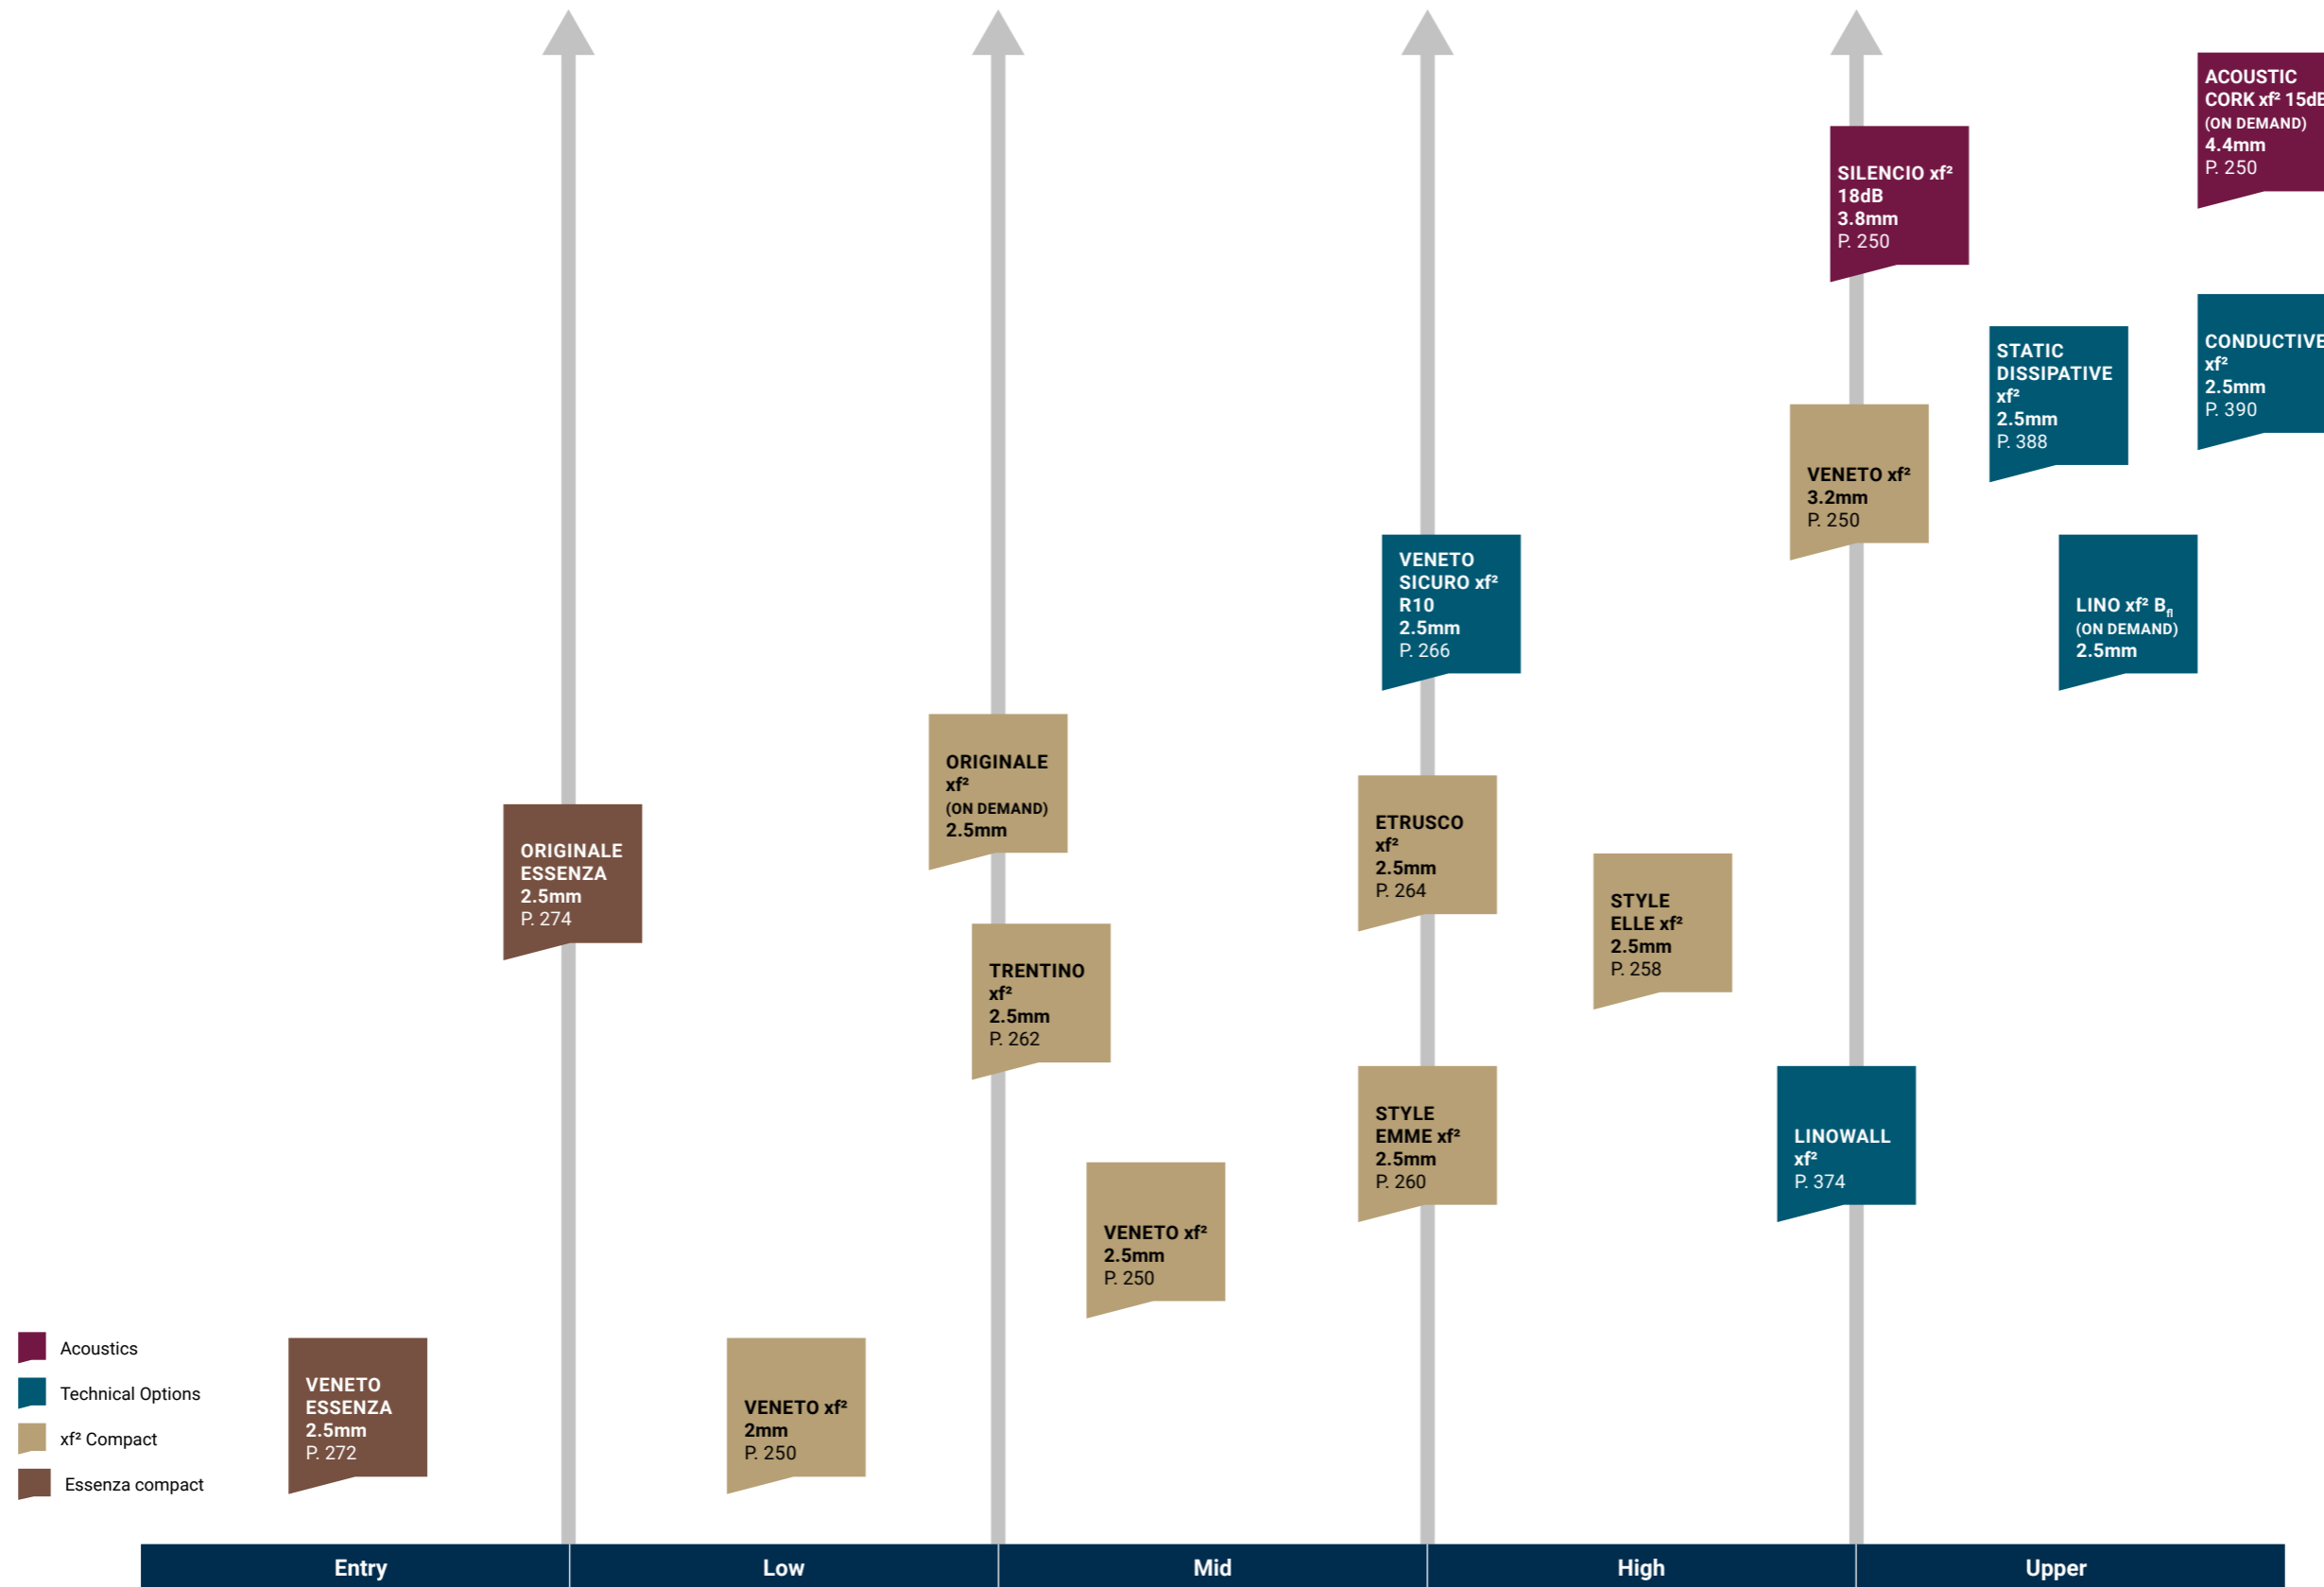 ACOUSTIC
CORK xf² 15dB
(ON DEMAND)
4.4mm
P. 250
SILENCIO xf²
18dB
3.8mm
P. 250
CONDUCTIVE
xf²
2.5mm
P. 390
STATIC
DISSIPATIVE
xf²
2.5mm
P. 388
VENETO xf²
3.2mm
P. 250
VENETO
SICURO xf²
R10
2.5mm
P. 266
LINO xf² Bfl
(ON DEMAND)
2.5mm
ORIGINALE
xf²
(ON DEMAND)
2.5mm
ETRUSCO
xf²
2.5mm
P. 264
ORIGINALE
ESSENZA
2.5mm
P. 274
STYLE
ELLE xf²
2.5mm
P. 258
TRENTINO
xf²
2.5mm
P. 262
STYLE
EMME xf²
2.5mm
P. 260
LINOWALL
xf²
P. 374
VENETO xf²
2.5mm
P. 250
Acoustics
Technical Options
xf² Compact
Essenza compact
VENETO
ESSENZA
2.5mm
P. 272
VENETO xf²
2mm
P. 250
Entry
Low
Mid
High
Upper